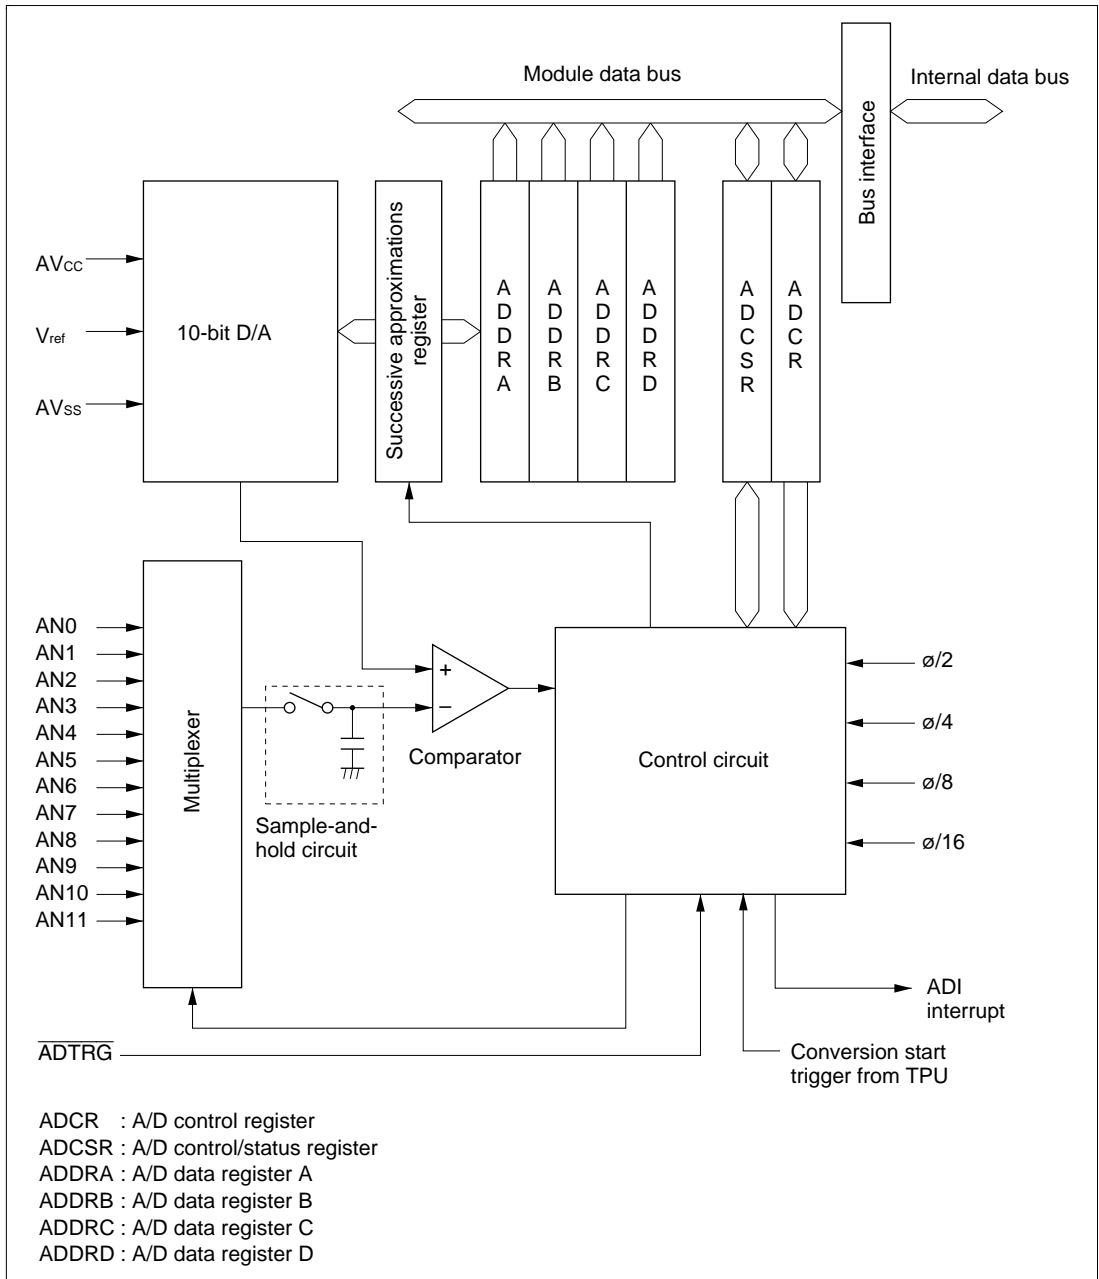 Module data bus
Internal data bus
Bus interface
AVCC
Vref
AVSS
10-bit D/A
Successive approximations
register
ADDRA
ADDRB
ADDRC
ADDRD
ADCSR
ADCR
AN0
AN1
AN2
AN3
AN4
AN5
AN6
AN7
AN8
AN9
AN10
AN11
Multiplexer
+
−
Comparator
Sample-and-
hold circuit
Control circuit
ø/2
ø/4
ø/8
ø/16
ADI
interrupt
ADTRG
Conversion start
trigger from TPU
ADCR : A/D control register
ADCSR : A/D control/status register
ADDRA : A/D data register A
ADDRB : A/D data register B
ADDRC : A/D data register C
ADDRD : A/D data register D